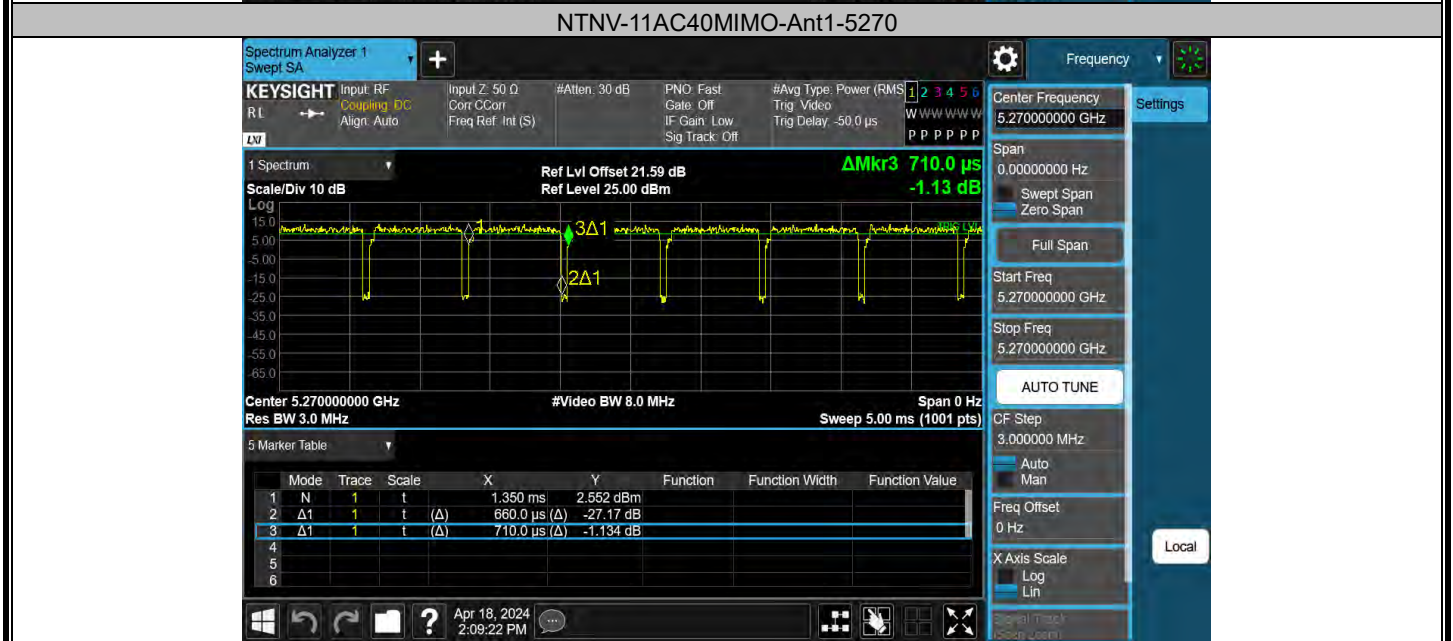 NTNV-11AC40MIMO-Ant1-5270
Spectrum Analyzer 1
Swept SA
+
Frequency
KEYSIGHT
RL
LXI
Input: RF
Coupling: DC
Align: Auto
Input Z: 50 Ω
Corr CCorr
Freq Ref: Int (S)
#Atten: 30 dB
PNO: Fast
Gate: Off
IF Gain: Low
Sig Track: Off
#Avg Type: Power (RMS
Trig: Video
Trig Delay: -50.0 µs
1 2 3 4 5 6
W W W W W W
P P P P P P
Center Frequency
5.270000000 GHz
Settings
1 Spectrum
Scale/Div 10 dB
Log
Ref Lvl Offset 21.59 dB
Ref Level 25.00 dBm
ΔMkr3 710.0 µs
-1.13 dB
Span
0.00000000 Hz
Swept Span
Zero Span
Full Span
Start Freq
5.270000000 GHz
Stop Freq
5.270000000 GHz
AUTO TUNE
15.0
5.00
-5.00
-15.0
-25.0
-35.0
-45.0
-55.0
-65.0
1
3Δ1
2Δ1
TRIG LVL
Center 5.270000000 GHz
Res BW 3.0 MHz
#Video BW 8.0 MHz
Span 0 Hz
Sweep 5.00 ms (1001 pts)
CF Step
3.000000 MHz
Auto
Man
Freq Offset
0 Hz
X Axis Scale
Log
Lin
Signal Track
(Span Zoom)
Local
5 Marker Table
Mode Trace Scale X Y Function Function Width Function Value
1 N 1 t 1.350 ms 2.552 dBm
2 Δ1 1 t (Δ) 660.0 µs (Δ) -27.17 dB
3 Δ1 1 t (Δ) 710.0 µs (Δ) -1.134 dB
4
5
6
?
Apr 18, 2024
2:09:22 PM